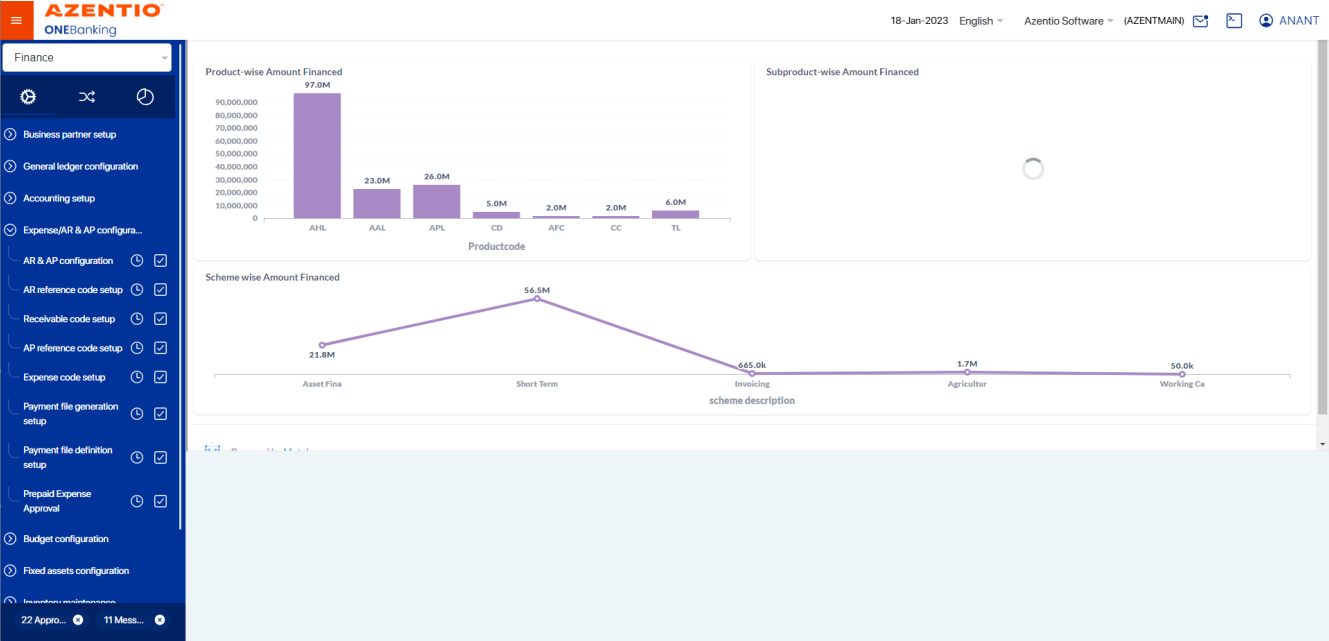 AZENTIO
ONEBanking
18-Jan-2023 English Azentio Software (AZENTMAIN) ANANT
Finance
Business partner setup
General ledger configuration
Accounting setup
Expense/AR & AP configura...
AR & AP configuration
AR reference code setup
Receivable code setup
AP reference code setup
Expense code setup
Payment file generation
setup
Payment file definition
setup
Prepaid Expense
Approval
Budget configuration
Fixed assets configuration
Inventory maintenance
22 Appro...
11 Mess...
Product-wise Amount Financed
97.0M
90,000,000
80,000,000
70,000,000
60,000,000
50,000,000
40,000,000
30,000,000
20,000,000
10,000,000
0
23.0M
26.0M
5.0M
2.0M
2.0M
6.0M
AHL AAL APL CD AFC CC TL
Productcode
Subproduct-wise Amount Financed
Scheme wise Amount Financed
21.8M
56.5M
665.0k
1.7M
50.0k
Asset Fina Short Term Invoicing Agricultur Working Ca
scheme description